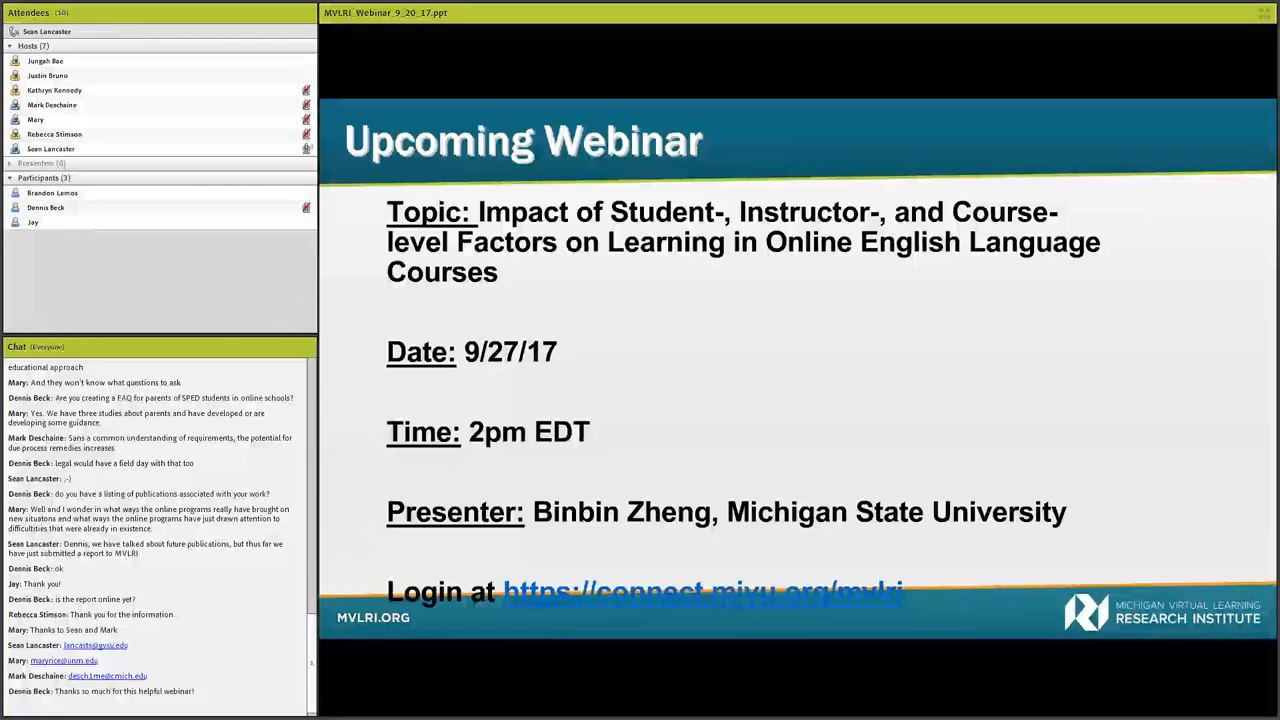 Attendees (10)
Sean Lancaster
Hosts (7)
Jungah Bae
Justin Bruno
Kathryn Kennedy
Mark Deschaine
Mary
Rebecca Stimson
Sean Lancaster
Presenters (0)
Participants (3)
Brandon Lemos
Dennis Beck
Jay
Chat (Everyone)
educational approach
Mary: And they won't know what questions to ask
Dennis Beck: Are you creating a FAQ for parents of SPED students in online schools?
Mary: Yes. We have three studies about parents and have developed or are
developing some guidance.
Mark Deschaine: Sans a common understanding of requirements, the potential for
due process remedies increases
Dennis Beck: legal would have a field day with that too
Sean Lancaster: ;-)
Dennis Beck: do you have a listing of publications associated with your work?
Mary: Well and I wonder in what ways the online programs really have brought on
new situatons and what ways the online programs have just drawn attention to
difficultities that were already in existence.
Sean Lancaster: Dennis, we have talked about future publications, but thus far we
have just submitted a report to MVLRI
Dennis Beck: ok
Jay: Thank you!
Dennis Beck: is the report online yet?
Rebecca Stimson: Thank you for the information.
Mary: Thanks to Sean and Mark
Sean Lancaster: lancasts@gvsu.edu
Mary: maryrice@unm.edu
Mark Deschaine: desch1me@cmich.edu
Dennis Beck: Thanks so much for this helpful webinar!
MVLRI_Webinar_9_20_17.ppt
Upcoming Webinar
Topic: Impact of Student-, Instructor-, and Course-
level Factors on Learning in Online English Language
Courses
Date: 9/27/17
Time: 2pm EDT
Presenter: Binbin Zheng, Michigan State University
Login at https://connect.mivu.org/mvlri
MVLRI.ORG
MICHIGAN VIRTUAL LEARNING
RESEARCH INSTITUTE